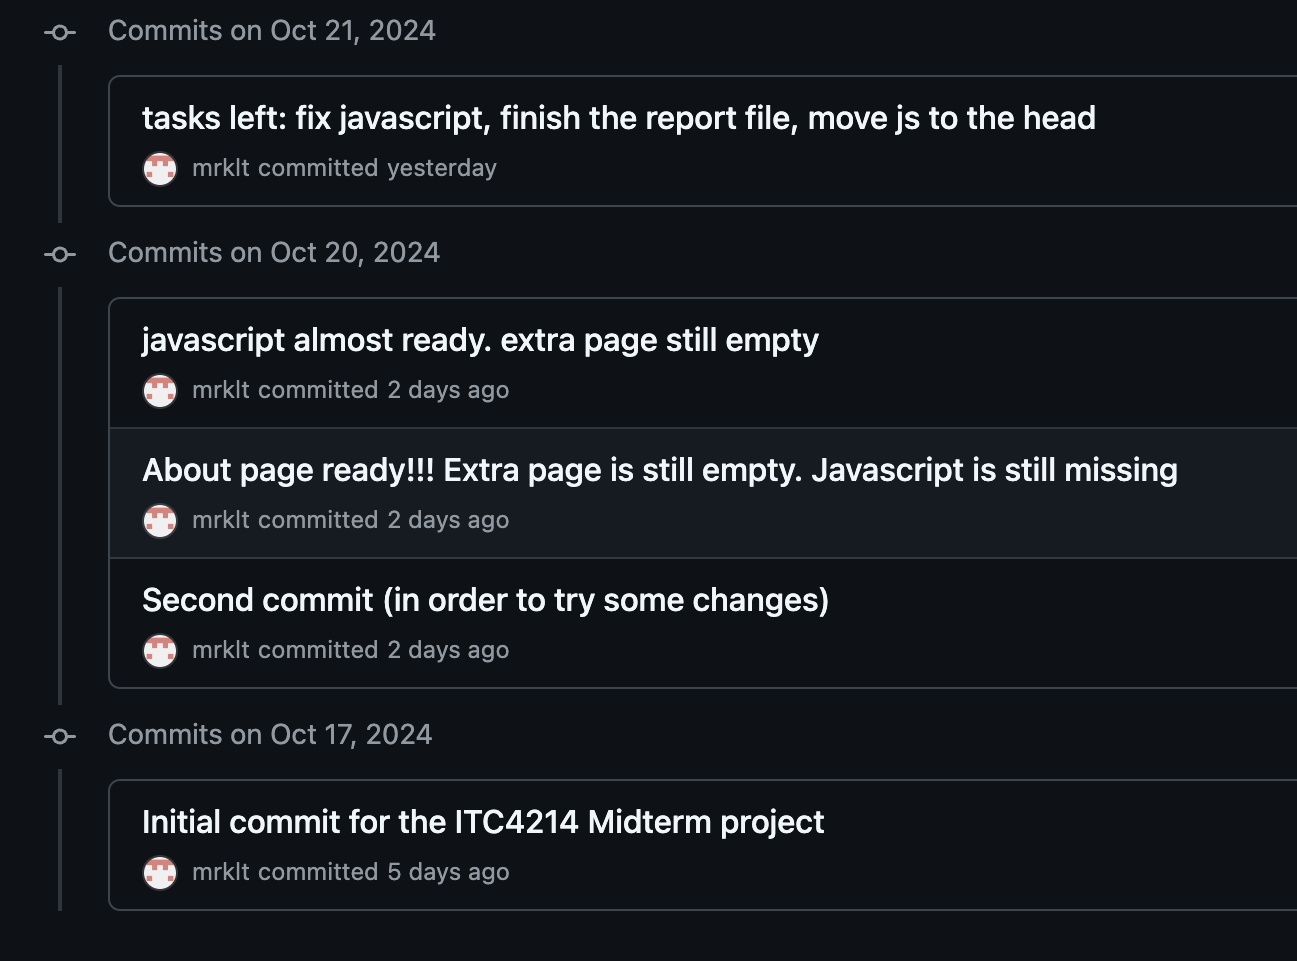 Commits on Oct 21, 2024
tasks left: fix javascript, finish the report file, move js to the head
mrklt committed yesterday
Commits on Oct 20, 2024
javascript almost ready. extra page still empty
mrklt committed 2 days ago
About page ready!!! Extra page is still empty. Javascript is still missing
mrklt committed 2 days ago
Second commit (in order to try some changes)
mrklt committed 2 days ago
Commits on Oct 17, 2024
Initial commit for the ITC4214 Midterm project
mrklt committed 5 days ago